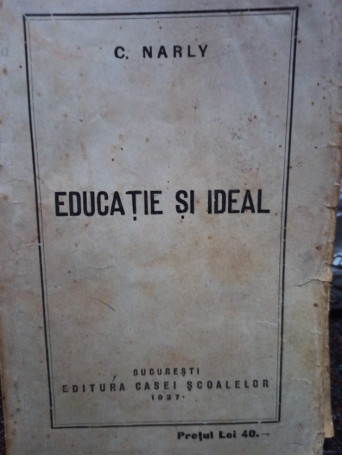 C. NARLY
EDUCAȚIE ȘI IDEAL
BUCUREȘTI
EDITURA CASEI ȘCOALELOR
1927
Prețul Lei 40.—